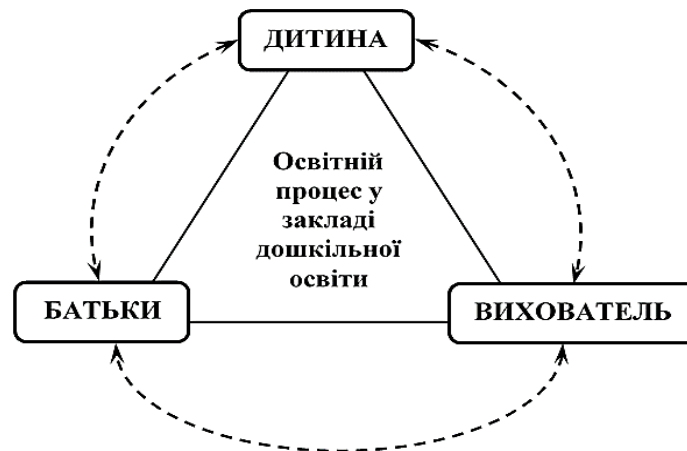 ДИТИНА
Освітній
процес у
закладі
дошкільної
освіти
БАТЬКИ
ВИХОВАТЕЛЬ